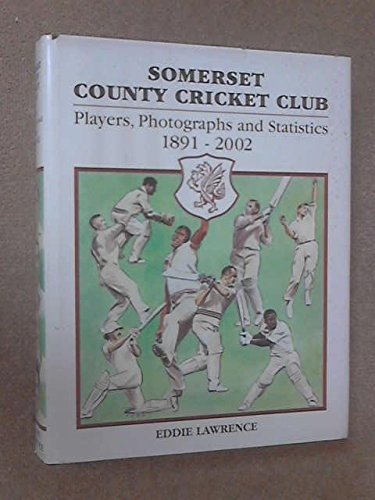 SOMERSET
COUNTY CRICKET CLUB
Players, Photographs and Statistics
1891 - 2002
EDDIE LAWRENCE